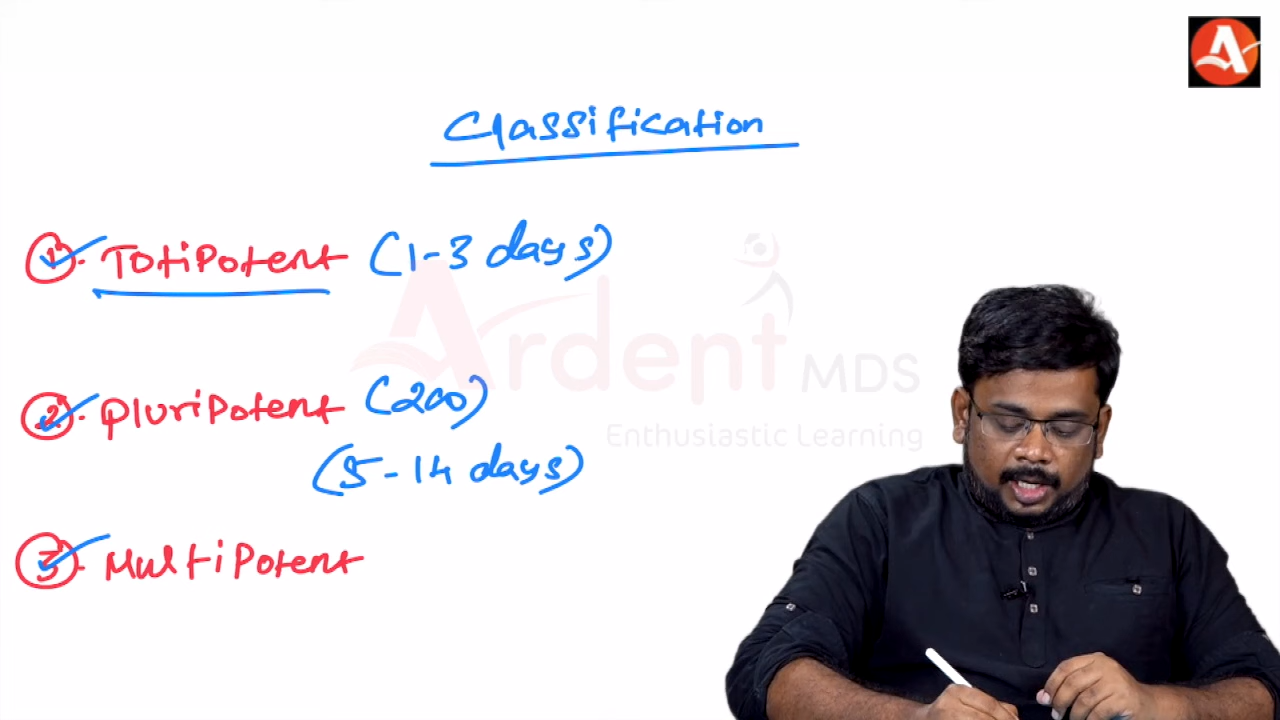 Classification
1. Totipotent (1-3 days)
Ardent MDS
2. Pluripotent (200)
Enthusiastic Learning
(5-14 days)
3. Multipotent